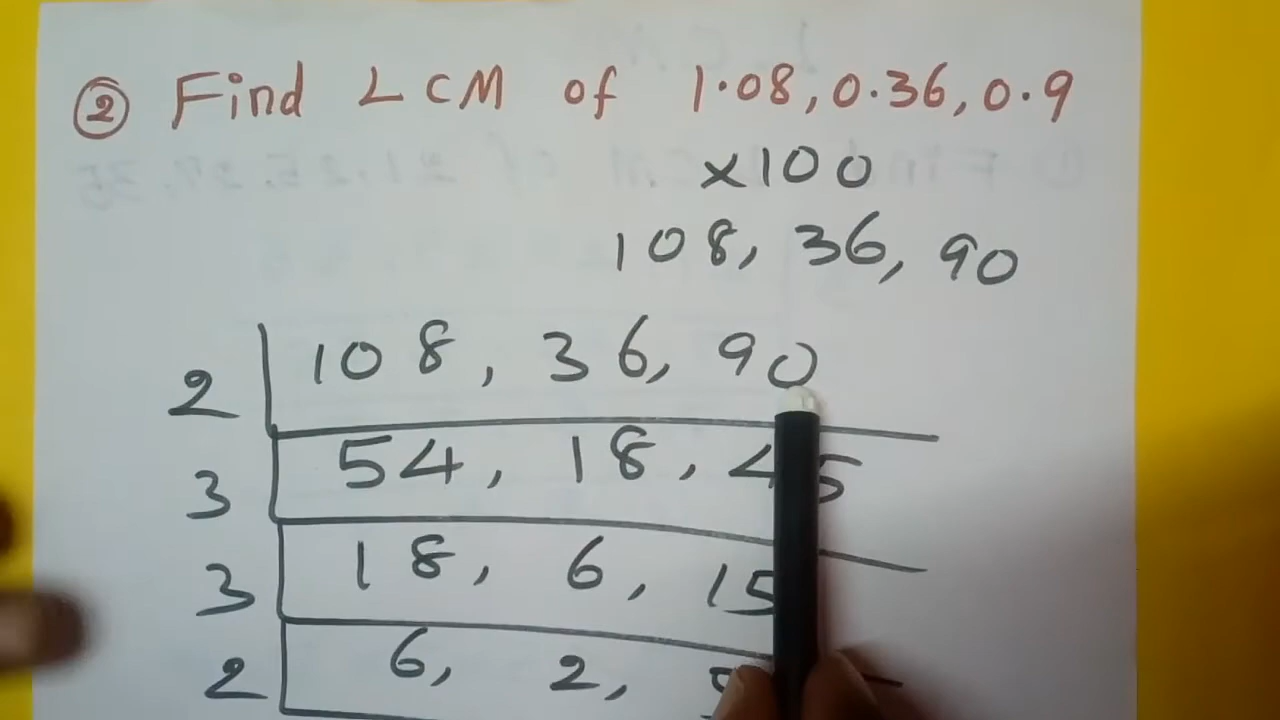 ② Find LCM of 1.08, 0.36, 0.9
×100
108, 36, 90
2 108, 36, 90
3 54, 18, 45
3 18, 6, 15
2 6, 2,